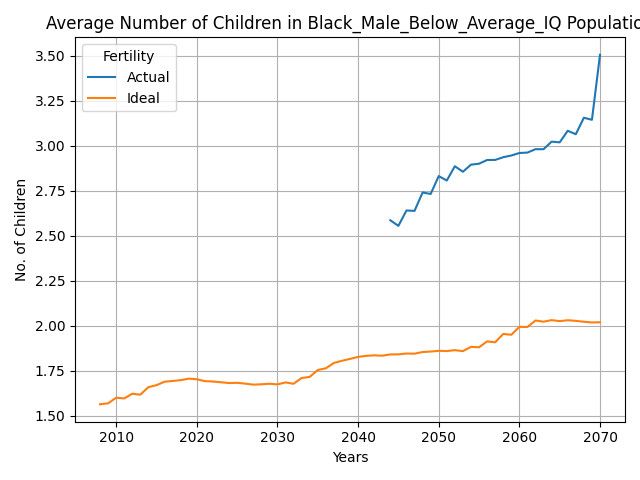 Average Number of Children in Black_Male_Below_Average_IQ Populatio
Fertility
Actual
Ideal
3.50
3.25
3.00
2.75
2.50
2.25
2.00
1.75
1.50
No. of Children
2010 2020 2030 2040 2050 2060 2070
Years